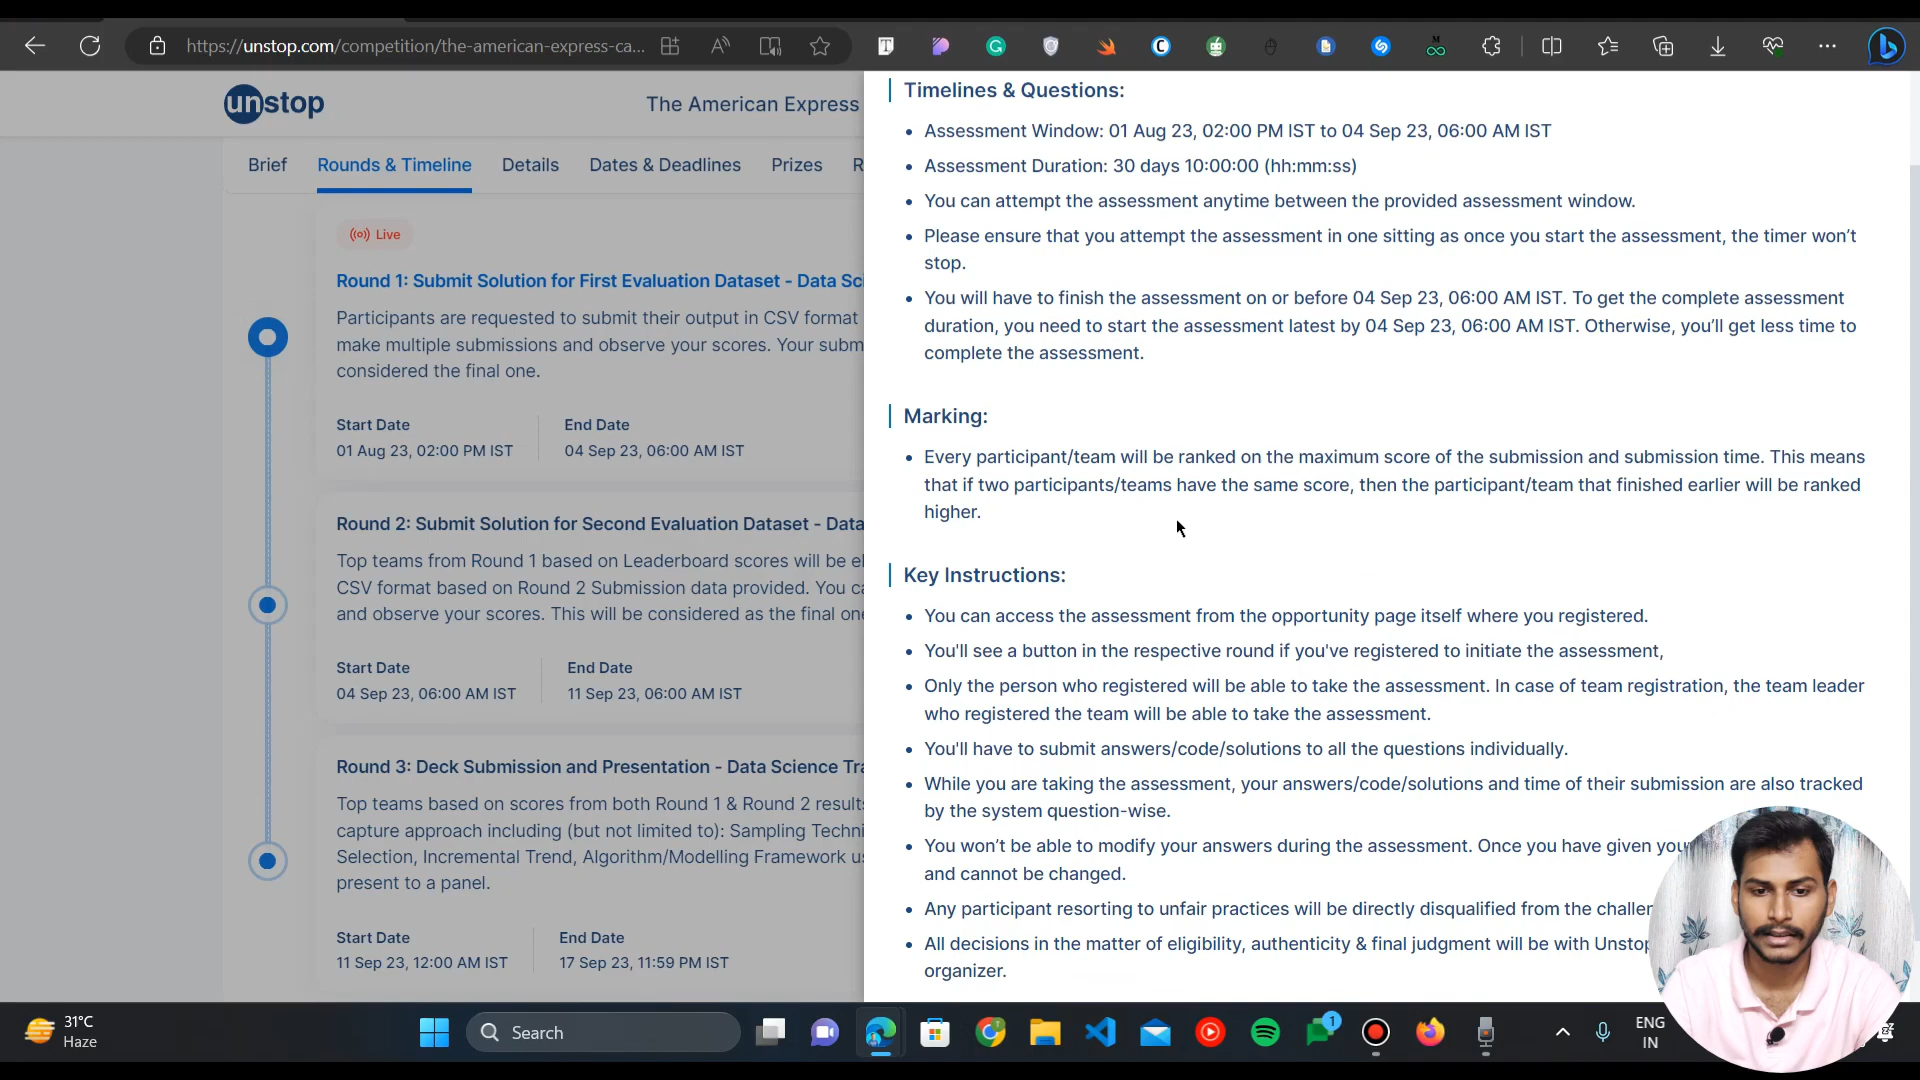 https://unstop.com/competition/the-american-express-ca...
unstop
The American Express
Brief
Rounds & Timeline
Details
Dates & Deadlines
Prizes
R
Live
Round 1: Submit Solution for First Evaluation Dataset - Data Sci
Participants are requested to submit their output in CSV format
make multiple submissions and observe your scores. Your subm
considered the final one.
Start Date
End Date
01 Aug 23, 02:00 PM IST
04 Sep 23, 06:00 AM IST
Round 2: Submit Solution for Second Evaluation Dataset - Data
Top teams from Round 1 based on Leaderboard scores will be el
CSV format based on Round 2 Submission data provided. You ca
and observe your scores. This will be considered as the final one
Start Date
End Date
04 Sep 23, 06:00 AM IST
11 Sep 23, 06:00 AM IST
Round 3: Deck Submission and Presentation - Data Science Tra
Top teams based on scores from both Round 1 & Round 2 results
capture approach including (but not limited to): Sampling Techni
Selection, Incremental Trend, Algorithm/Modelling Framework us
present to a panel.
Start Date
End Date
11 Sep 23, 12:00 AM IST
17 Sep 23, 11:59 PM IST
Timelines & Questions:
Assessment Window: 01 Aug 23, 02:00 PM IST to 04 Sep 23, 06:00 AM IST
Assessment Duration: 30 days 10:00:00 (hh:mm:ss)
You can attempt the assessment anytime between the provided assessment window.
Please ensure that you attempt the assessment in one sitting as once you start the assessment, the timer won't
stop.
You will have to finish the assessment on or before 04 Sep 23, 06:00 AM IST. To get the complete assessment
duration, you need to start the assessment latest by 04 Sep 23, 06:00 AM IST. Otherwise, you'll get less time to
complete the assessment.
Marking:
Every participant/team will be ranked on the maximum score of the submission and submission time. This means
that if two participants/teams have the same score, then the participant/team that finished earlier will be ranked
higher.
Key Instructions:
You can access the assessment from the opportunity page itself where you registered.
You'll see a button in the respective round if you've registered to initiate the assessment,
Only the person who registered will be able to take the assessment. In case of team registration, the team leader
who registered the team will be able to take the assessment.
You'll have to submit answers/code/solutions to all the questions individually.
While you are taking the assessment, your answers/code/solutions and time of their submission are also tracked
by the system question-wise.
You won't be able to modify your answers during the assessment. Once you have given you
and cannot be changed.
Any participant resorting to unfair practices will be directly disqualified from the challen
All decisions in the matter of eligibility, authenticity & final judgment will be with Unstop
organizer.
31°C
Haze
Search
1
ENG
IN